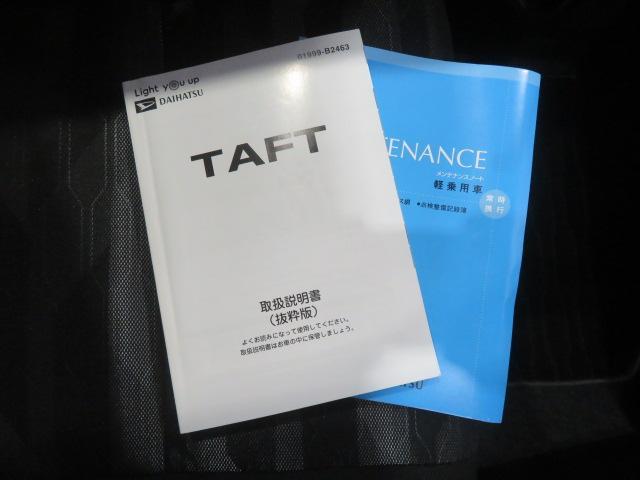 01999-B2463
Light you up
DAIHATSU
TAFT
取扱説明書
（抜粋版）
よくお読みになって使用してください。
取扱説明書はお車の中に保管しましょう。
ENANCE
メンテナンスノート
軽乗用車
常時
携行
●点検整備記録簿